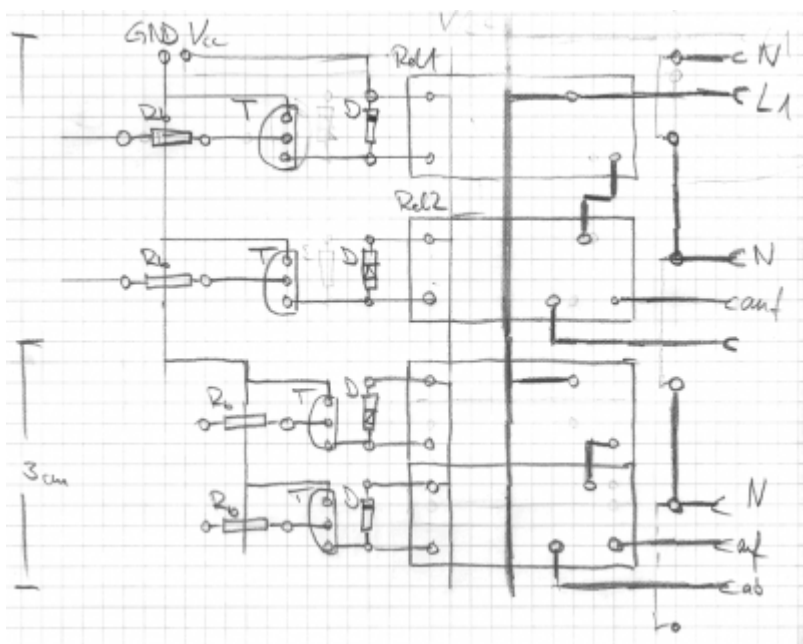 GND Vcc
Rel1
N
L1
Rb T D
Rel2
N
Rb T D
auf
Rb T D
3cm
Rb T D
N
auf
ab